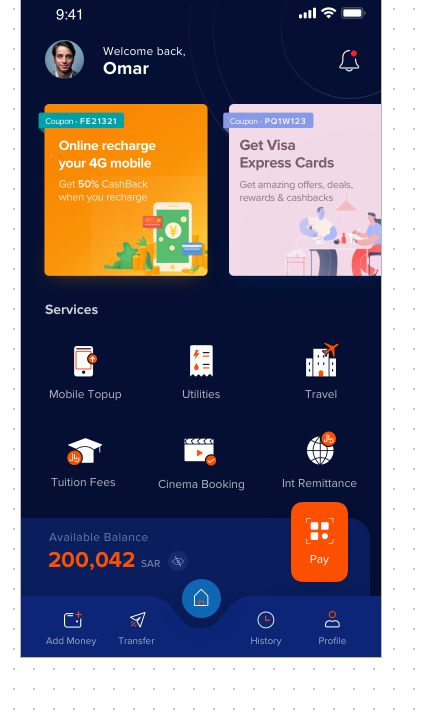 9:41
Welcome back,
Omar
Coupon - FE21321
Online recharge
your 4G mobile
Get 50% CashBack
when you recharge
Coupon - PQ1W123
Get Visa
Express Cards
Get amazing offers, deals,
rewards & cashbacks
Services
Mobile Topup
Utilities
Travel
Tuition Fees
Cinema Booking
Int Remittance
Available Balance
200,042 SAR
Pay
Add Money
Transfer
History
Profile